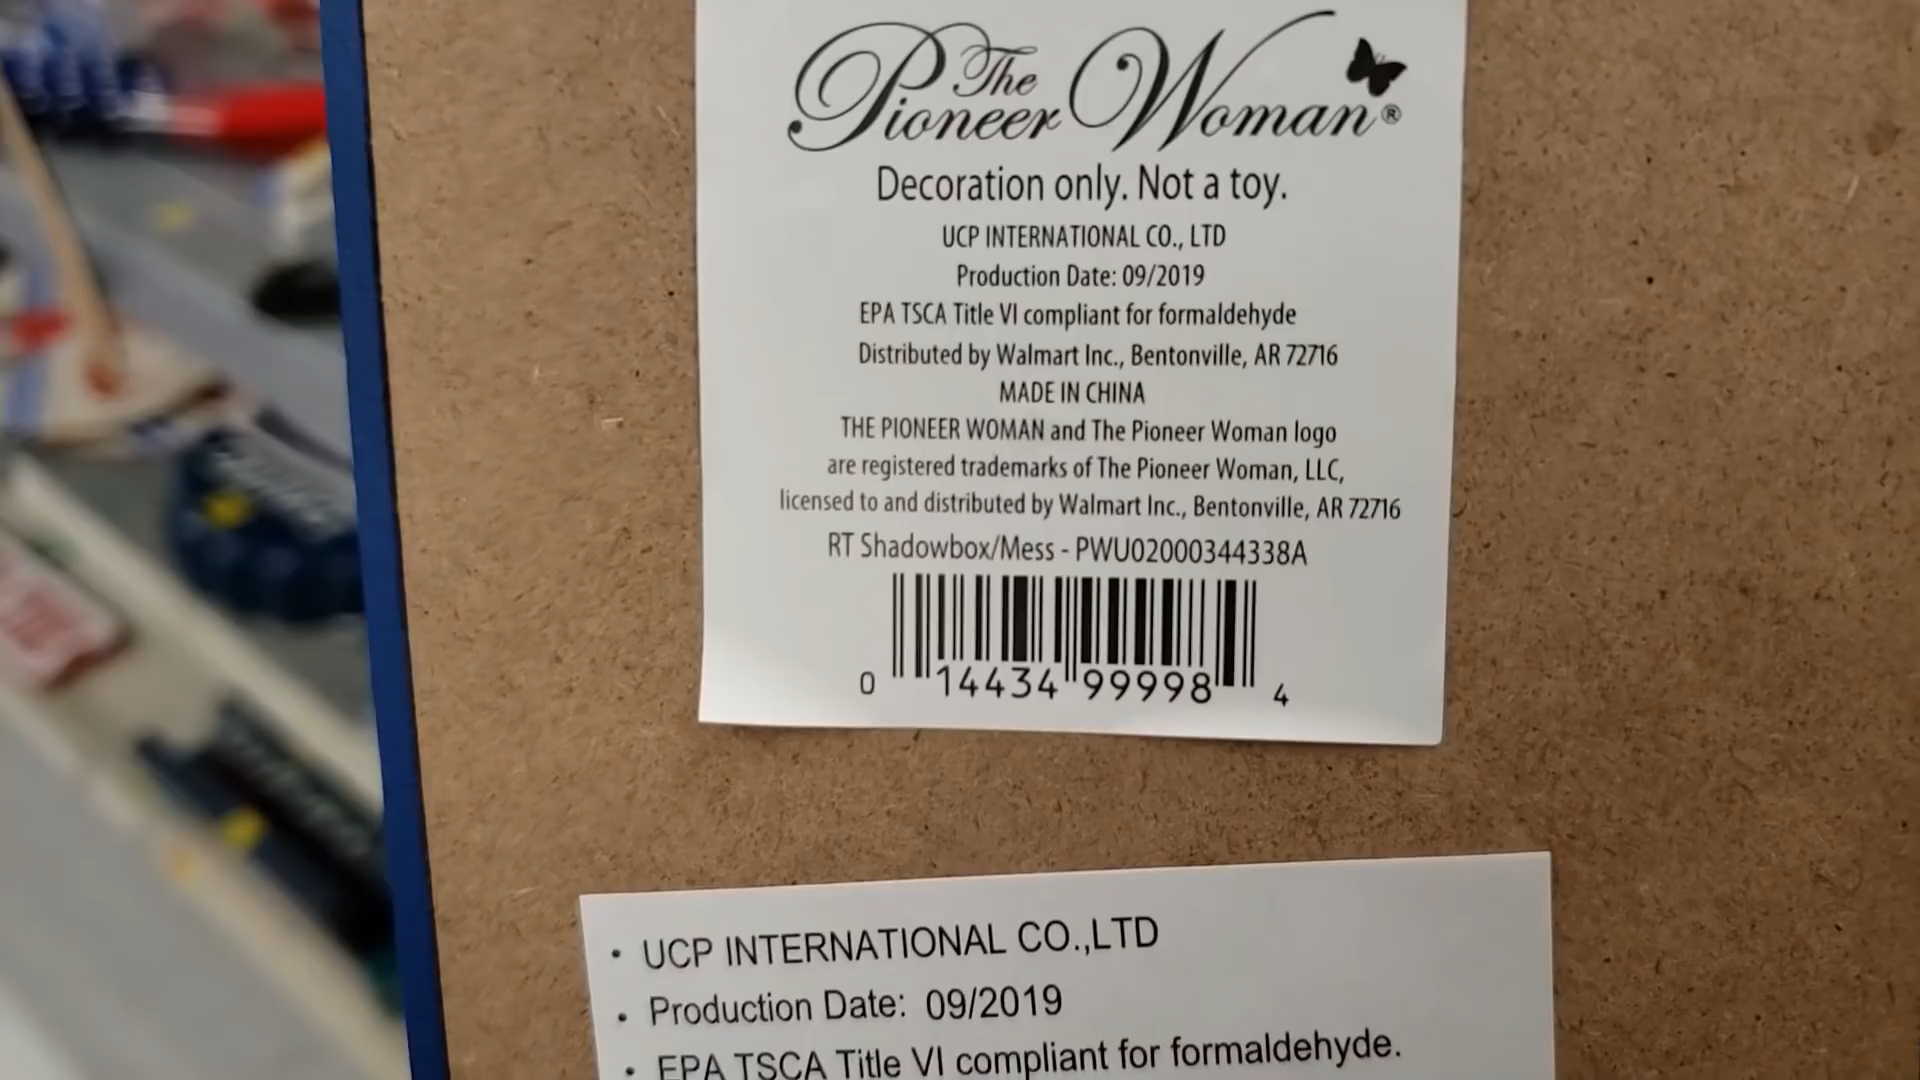 The
Pioneer Woman®
Decoration only. Not a toy.
UCP INTERNATIONAL CO., LTD
Production Date: 09/2019
EPA TSCA Title VI compliant for formaldehyde
Distributed by Walmart Inc., Bentonville, AR 72716
MADE IN CHINA
THE PIONEER WOMAN and The Pioneer Woman logo
are registered trademarks of The Pioneer Woman, LLC,
licensed to and distributed by Walmart Inc., Bentonville, AR 72716
RT Shadowbox/Mess - PWU02000344338A
0 14434 99998 4
• UCP INTERNATIONAL CO.,LTD
• Production Date: 09/2019
• EPA TSCA Title VI compliant for formaldehyde.